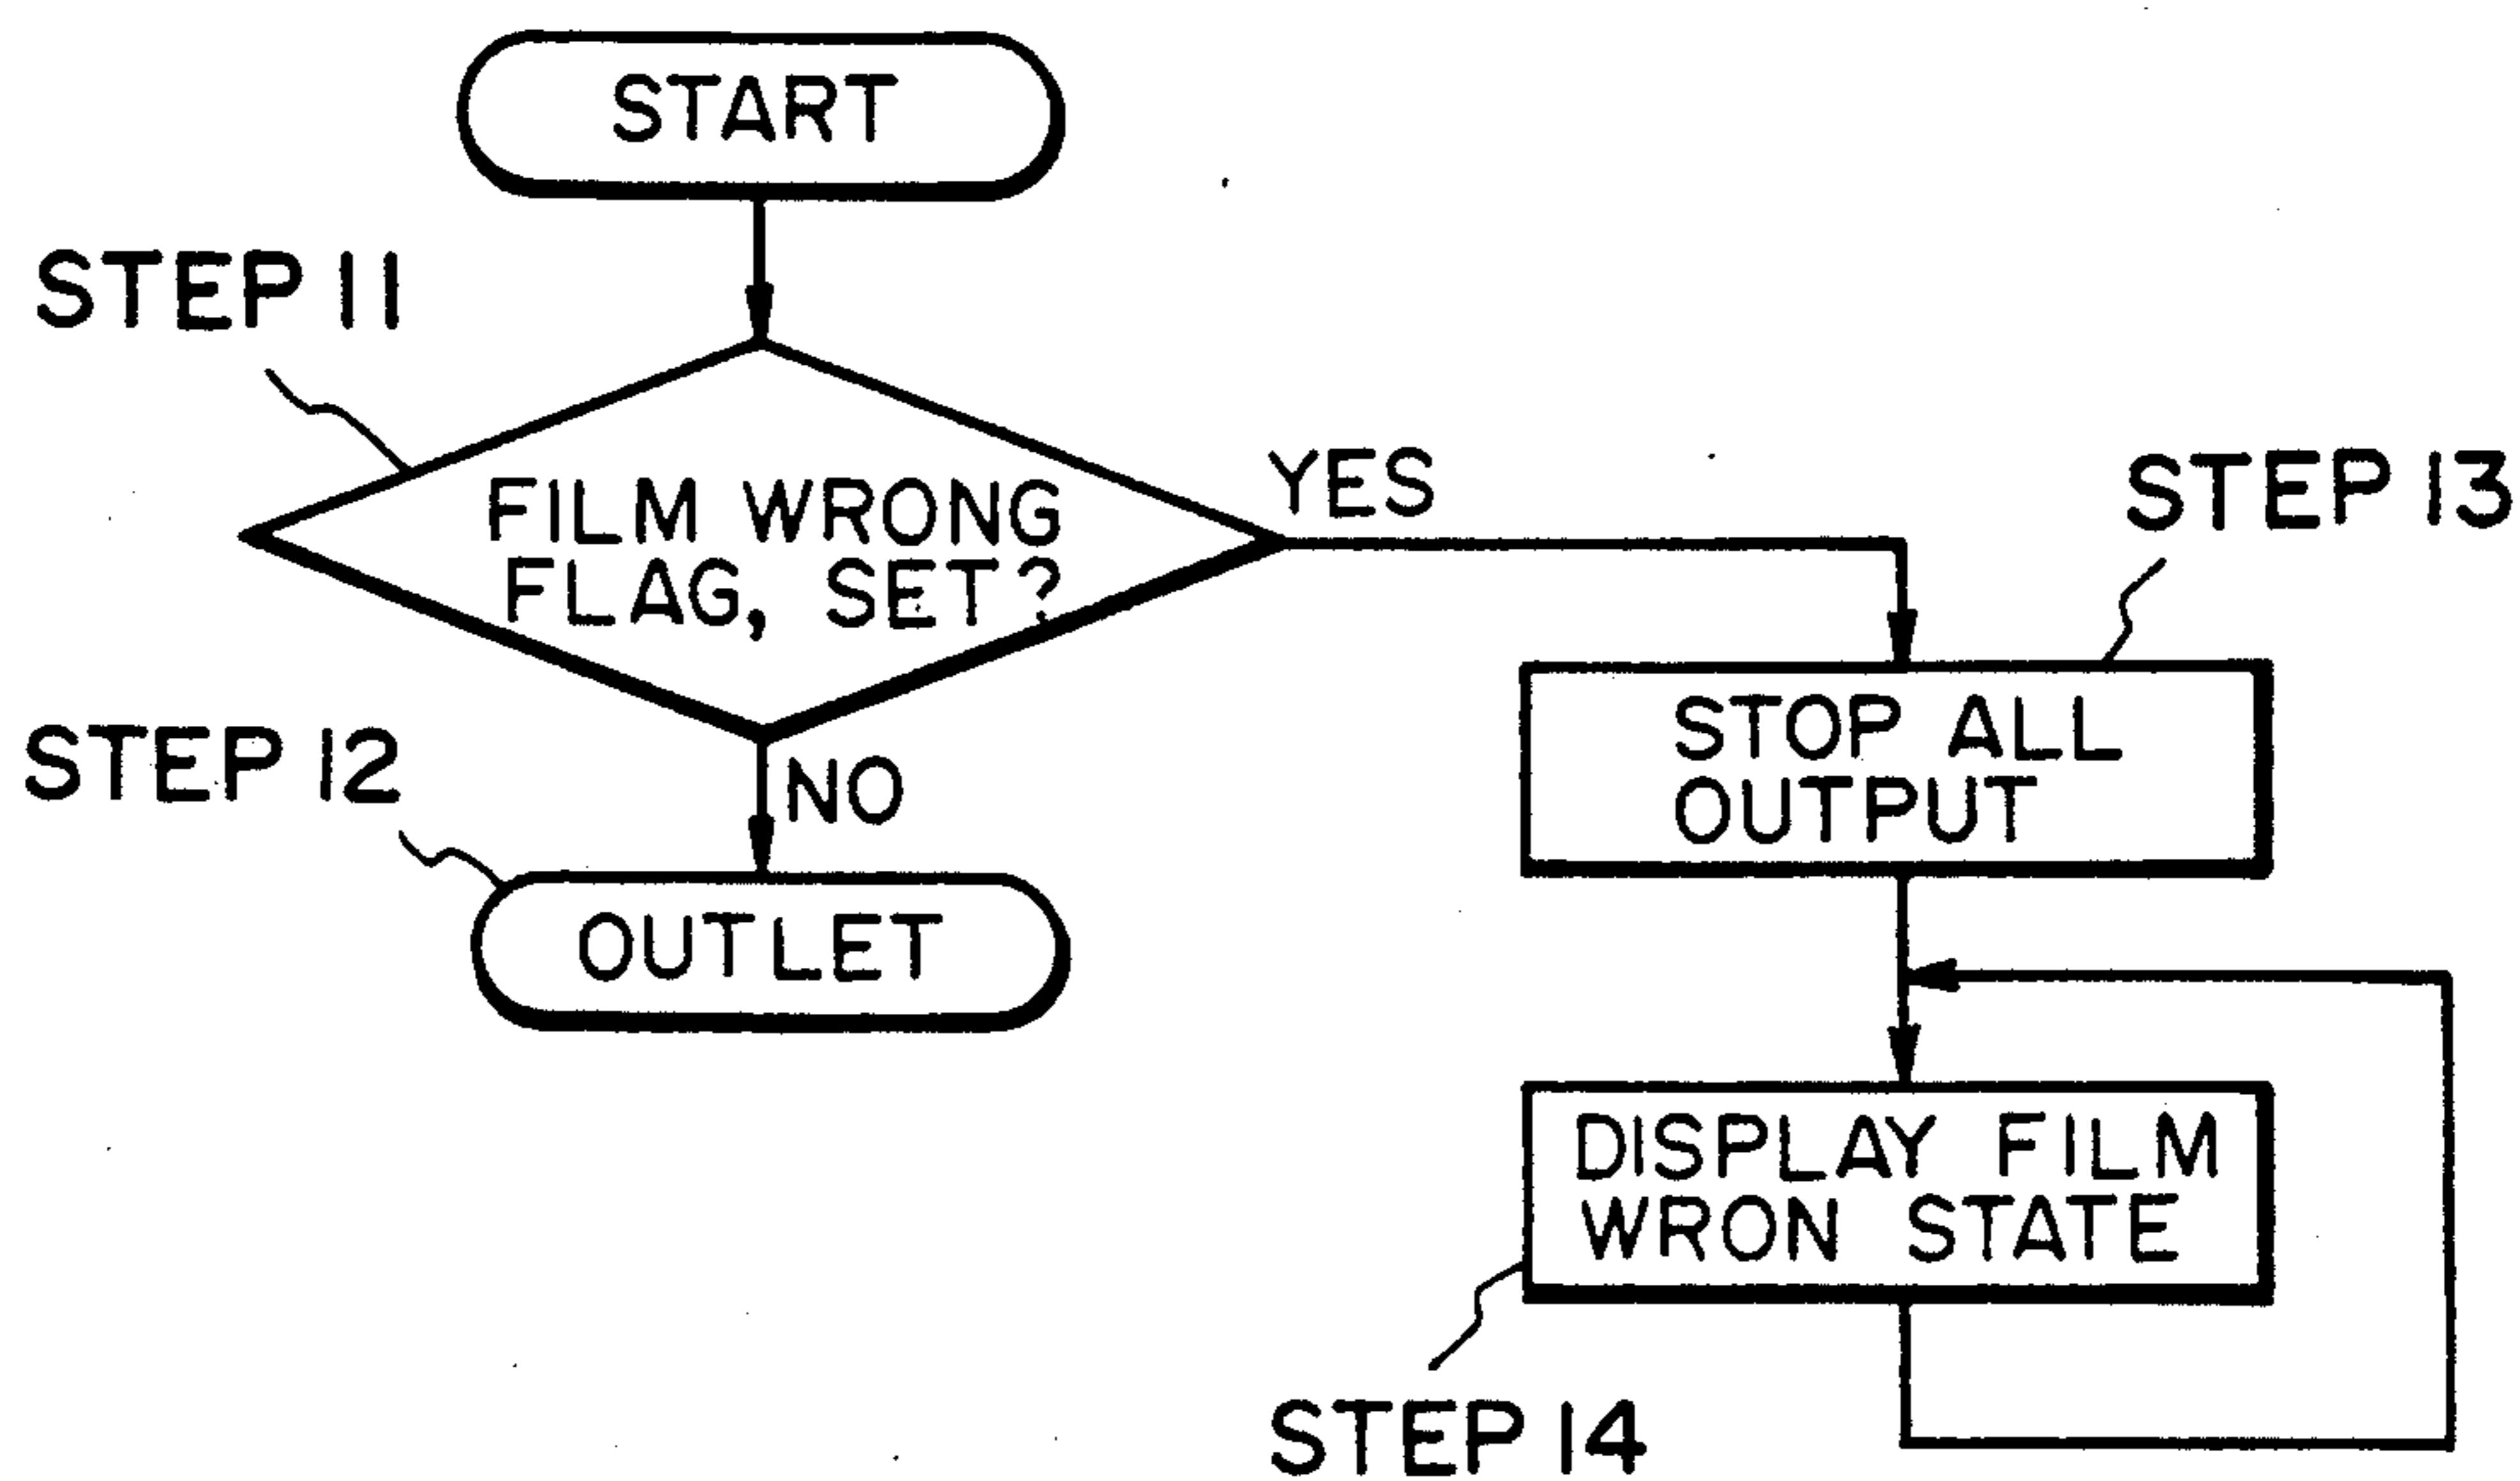 START
STEP 11
FILM WRONG
FLAG, SET?
YES
NO
STEP 12
OUTLET
STEP 13
STOP ALL
OUTPUT
DISPLAY FILM
WRON STATE
STEP 14